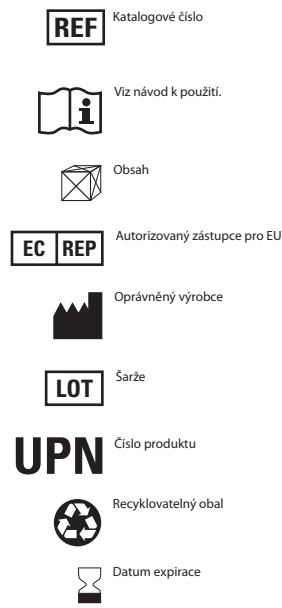 REF Katalogové číslo
i Viz návod k použití.
Obsah
EC REP Autorizovaný zástupce pro EU
Oprávněný výrobce
LOT Šarže
UPN Číslo produktu
Recyklovatelný obal
Datum expirace